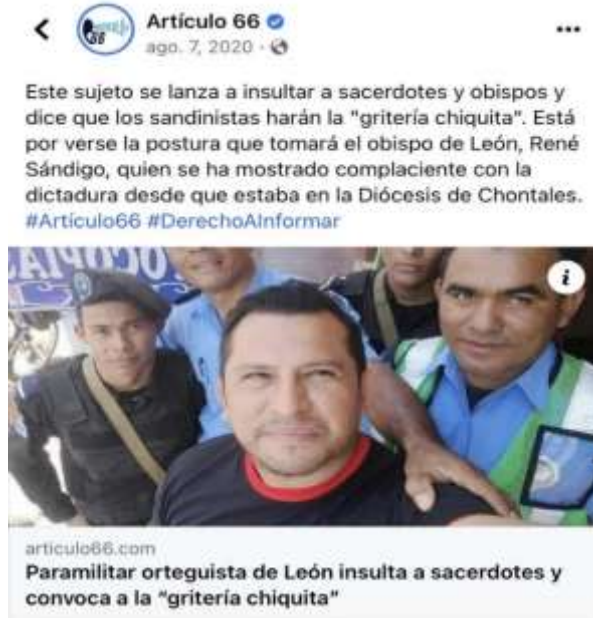 Artículo 66
ago. 7, 2020
Este sujeto se lanza a insultar a sacerdotes y obispos y
dice que los sandinistas harán la "gritería chiquita". Está
por verse la postura que tomará el obispo de León, René
Sándigo, quien se ha mostrado complaciente con la
dictadura desde que estaba en la Diócesis de Chontales.
#Artículo66 #DerechoAInformar
articulo66.com
Paramilitar orteguista de León insulta a sacerdotes y
convoca a la "gritería chiquita"